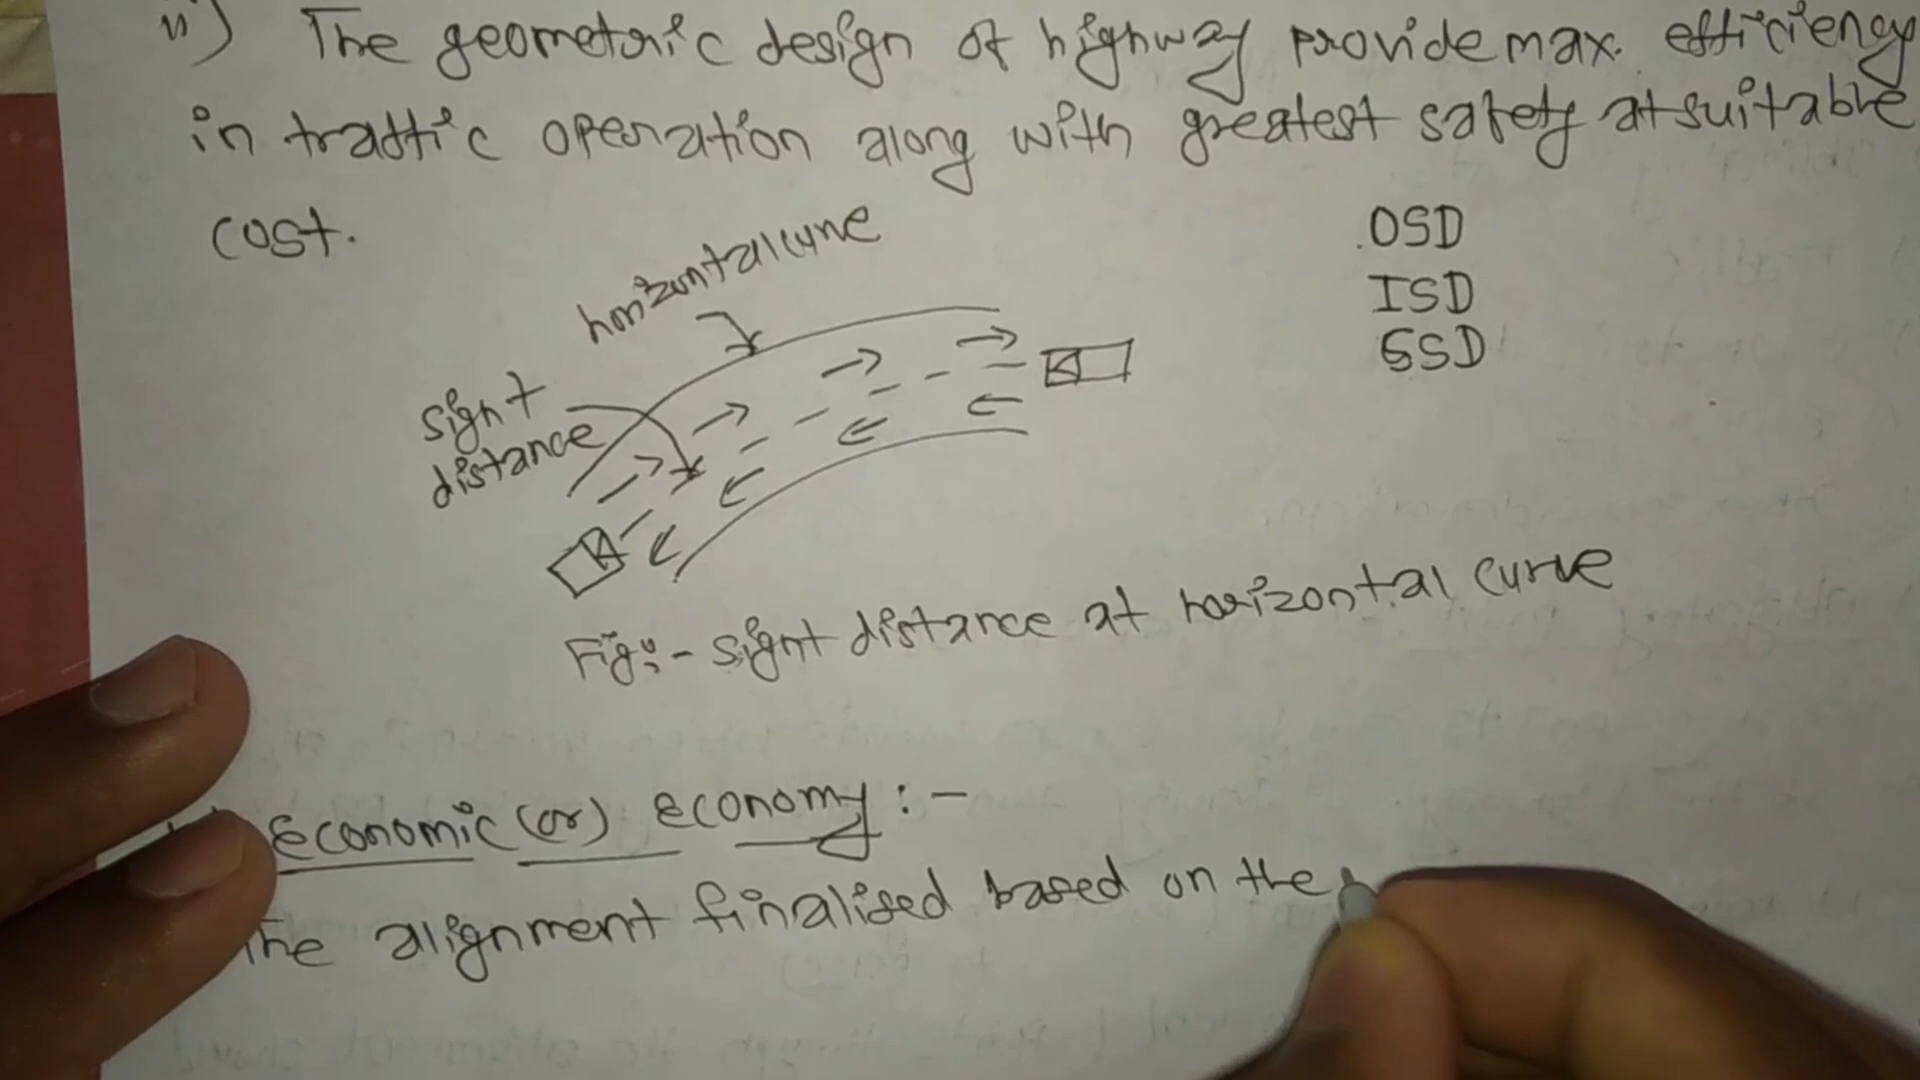 ii) The geometric design of highway provide max. efficiency
in traffic operation along with greatest safety at suitable
cost.
OSD
ISD
SSD
horizontal curve
sight
distance
Fig:- sight distance at horizontal curve
economic (or) economy :-
The alignment finalised based on the